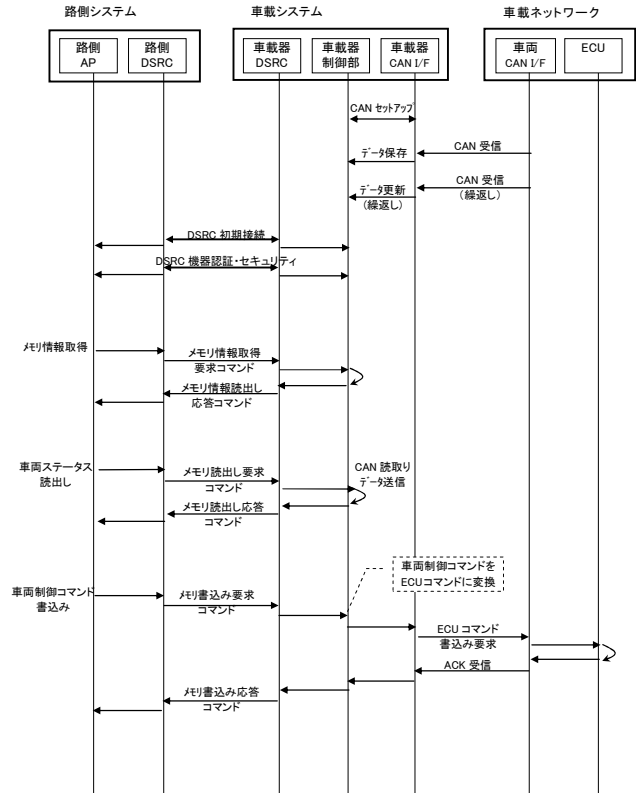 路側システム
車載システム
車載ネットワーク
路側
AP
路側
DSRC
車載器
DSRC
車載器
制御部
車載器
CAN I/F
車両
CAN I/F
ECU
CAN セットアップ
CAN 受信
データ保存
CAN 受信
(繰返し)
データ更新
(繰返し)
DSRC 初期接続
DSRC 機器認証・セキュリティ
メモリ情報取得
メモリ情報取得
要求コマンド
メモリ情報読出し
応答コマンド
車両ステータス
読出し
メモリ読出し要求
コマンド
CAN 読取り
データ送信
メモリ読出し応答
コマンド
車両制御コマンドを
ECUコマンドに変換
車両制御コマンド
書込み
メモリ書込み要求
コマンド
ECU コマンド
書込み要求
ACK 受信
メモリ書込み応答
コマンド